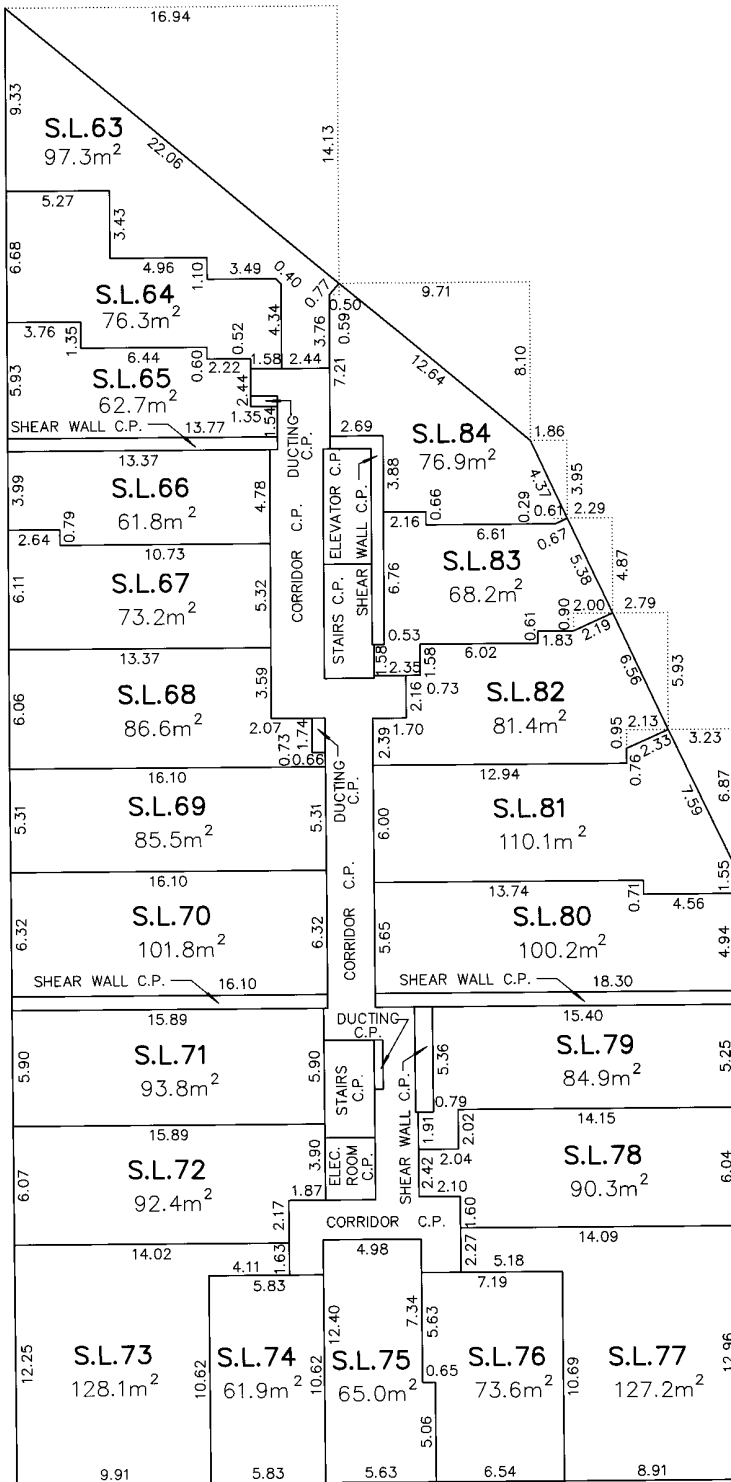 16.94
9.33
S.L.63
97.3m²
22.06
14.13
5.27
3.43
6.68
4.96
1.10
3.49
0.40
0.77
0.50
0.59
9.71
S.L.64
76.3m²
4.34
3.76
12.64
8.10
3.76
1.35
6.44
0.60
0.52
2.22
1.58
2.44
7.21
5.93
S.L.65
62.7m²
2.44
1.35
1.54
SHEAR WALL C.P.
13.77
DUCTING C.P.
2.69
S.L.84
76.9m²
1.86
3.95
4.37
13.37
3.99
S.L.66
61.8m²
4.78
ELEVATOR C.P.
SHEAR WALL C.P.
3.88
0.66
0.29
0.61
2.29
2.64
0.79
10.73
2.16
6.61
0.67
CORRIDOR C.P.
6.11
S.L.67
73.2m²
5.32
STAIRS C.P.
6.76
S.L.83
68.2m²
5.38
4.87
0.53
0.61
0.90
2.00
2.79
1.83
2.19
13.37
1.58
2.35
1.58
6.02
6.06
S.L.68
86.6m²
3.59
2.16
0.73
S.L.82
81.4m²
6.56
5.93
2.07
1.74
0.73
0.66
1.70
2.39
0.95
2.13
2.33
3.23
0.76
16.10
DUCTING C.P.
12.94
5.31
S.L.69
85.5m²
5.31
6.00
S.L.81
110.1m²
7.59
6.87
1.55
16.10
13.74
0.71
4.56
6.32
S.L.70
101.8m²
6.32
CORRIDOR C.P.
5.65
S.L.80
100.2m²
4.94
SHEAR WALL C.P.
16.10
SHEAR WALL C.P.
18.30
15.89
DUCTING C.P.
15.40
5.90
S.L.71
93.8m²
5.90
STAIRS C.P.
SHEAR WALL C.P.
5.36
S.L.79
84.9m²
5.25
0.79
15.89
1.91
2.02
14.15
6.07
S.L.72
92.4m²
3.90
ELEC. ROOM C.P.
2.04
2.42
S.L.78
90.3m²
6.04
1.87
2.10
2.17
CORRIDOR C.P.
1.60
14.02
1.63
4.98
2.27
14.09
4.11
5.83
5.18
7.19
12.25
S.L.73
128.1m²
10.62
S.L.74
61.9m²
10.62
12.40
S.L.75
65.0m²
7.34
5.63
0.65
5.06
S.L.76
73.6m²
10.69
S.L.77
127.2m²
12.96
9.91
5.83
5.63
6.54
8.91